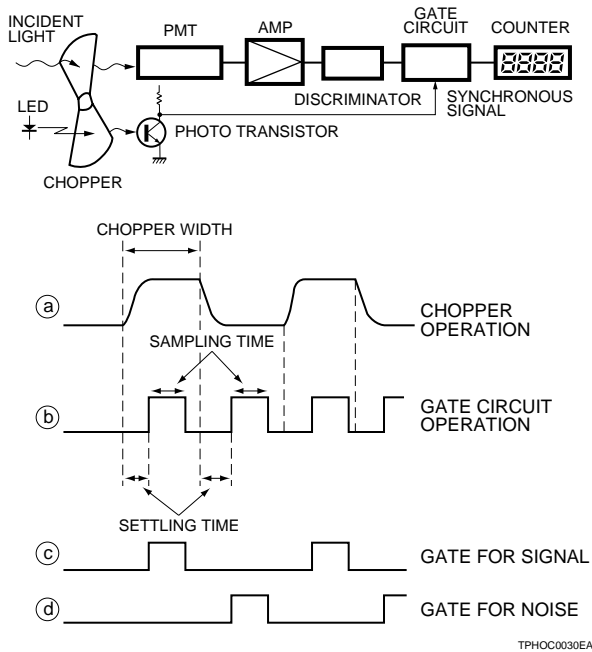 INCIDENT
LIGHT
PMT
AMP
GATE
CIRCUIT
COUNTER
8888
DISCRIMINATOR
SYNCHRONOUS
SIGNAL
LED
PHOTO TRANSISTOR
CHOPPER
CHOPPER WIDTH
a
CHOPPER
OPERATION
SAMPLING TIME
b
GATE CIRCUIT
OPERATION
SETTLING TIME
c
GATE FOR SIGNAL
d
GATE FOR NOISE
TPHOC0030EA